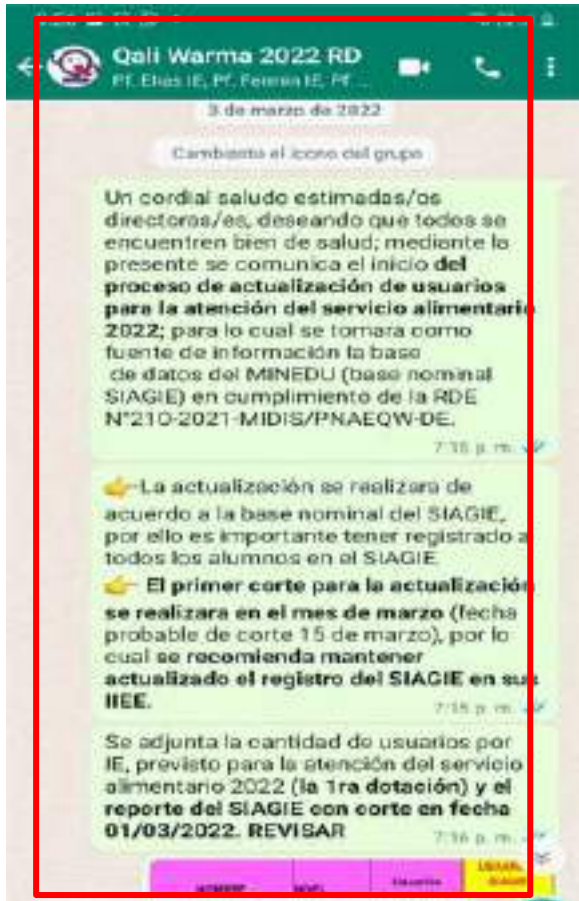 Qali Warma 2022 RD
Pf. Elias IE, Pf. Fermin IE, Pf. ...
3 de marzo de 2022
Cambiaste el icono del grupo
Un cordial saludo estimadas/os
directoras/es, deseando que todos se
encuentren bien de salud; mediante la
presente se comunica el inicio del
proceso de actualización de usuarios
para la atención del servicio alimentario
2022; para lo cual se tomara como
fuente de información la base
de datos del MINEDU (base nominal
SIAGIE) en cumplimiento de la RDE
N°210-2021-MIDIS/PNAEQW-DE.
p. m.
👉-La actualización se realizara de
acuerdo a la base nominal del SIAGIE,
por ello es importante tener registrado a
todos los alumnos en el SIAGIE
👉- El primer corte para la actualización
se realizara en el mes de marzo (fecha
probable de corte 15 de marzo), por lo
cual se recomienda mantener
actualizado el registro del SIAGIE en sus
IIEE.
p. m.
Se adjunta la cantidad de usuarios por
IE, previsto para la atención del servicio
alimentario 2022 (la 1ra dotación) y el
reporte del SIAGIE con corte en fecha
01/03/2022. REVISAR
7:16 p. m.